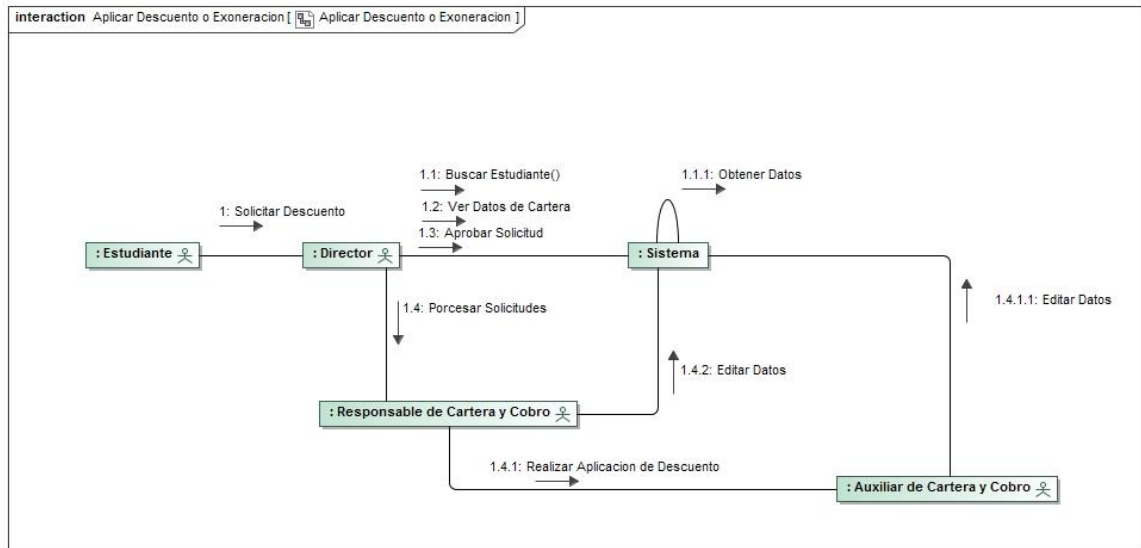 interaction Aplicar Descuento o Exoneracion [ Aplicar Descuento o Exoneracion ]
1.1: Buscar Estudiante()
1.1.1: Obtener Datos
1: Solicitar Descuento
1.2: Ver Datos de Cartera
1.3: Aprobar Solicitud
: Estudiante
: Director
: Sistema
1.4: Porcesar Solicitudes
1.4.1.1: Editar Datos
1.4.2: Editar Datos
: Responsable de Cartera y Cobro
1.4.1: Realizar Aplicacion de Descuento
: Auxiliar de Cartera y Cobro